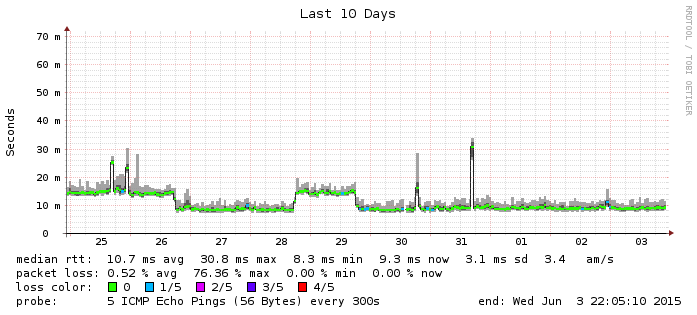 Last 10 Days
RRDTOOL / TOBI OETIKER
Seconds
70 m
60 m
50 m
40 m
30 m
20 m
10 m
0
25 26 27 28 29 30 31 01 02 03
median rtt: 10.7 ms avg 30.8 ms max 8.3 ms min 9.3 ms now 3.1 ms sd 3.4 am/s
packet loss: 0.52 % avg 76.36 % max 0.00 % min 0.00 % now
loss color: 0 1/5 2/5 3/5 4/5
probe: 5 ICMP Echo Pings (56 Bytes) every 300s end: Wed Jun 3 22:05:10 2015